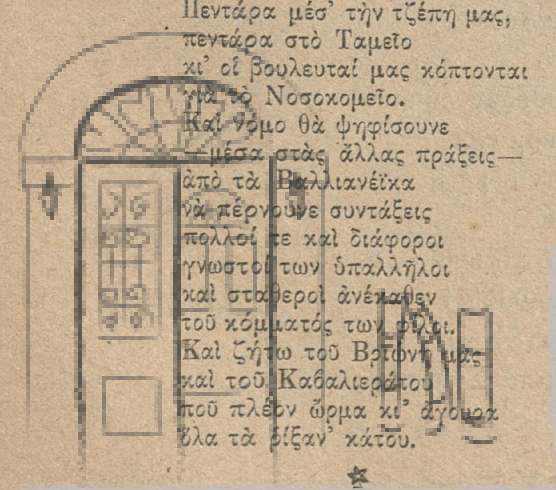 Πεντάρα μέσ' τὴν τζέπη μας,
πεντάρα στὸ Ταμεῖο
κι' οἱ βουλευταί μας κόπτονται
γιὰ τὸ Νοσοκομεῖο.
Καὶ νόμο θὰ ψηφίσουνε
—μέσα στὰς ἄλλας πράξεις—
ἀπὸ τὰ Βαλλιανέϊκα
νὰ πέρνουνε συντάξεις
πολλοί τε καὶ διάφοροι
γνωστοί των ὑπαλλῆλοι
καὶ σταθεροὶ ἀνέκαθεν
τοῦ κόμματός των φίλοι.
Καὶ ζήτω τοῦ Βριώνη μας
καὶ τοῦ Καβαλιεράτου
ποῦ πλέον ὥρμα κι' ἄγουρα
ὅλα τὰ ῥίξαν' κάτου.